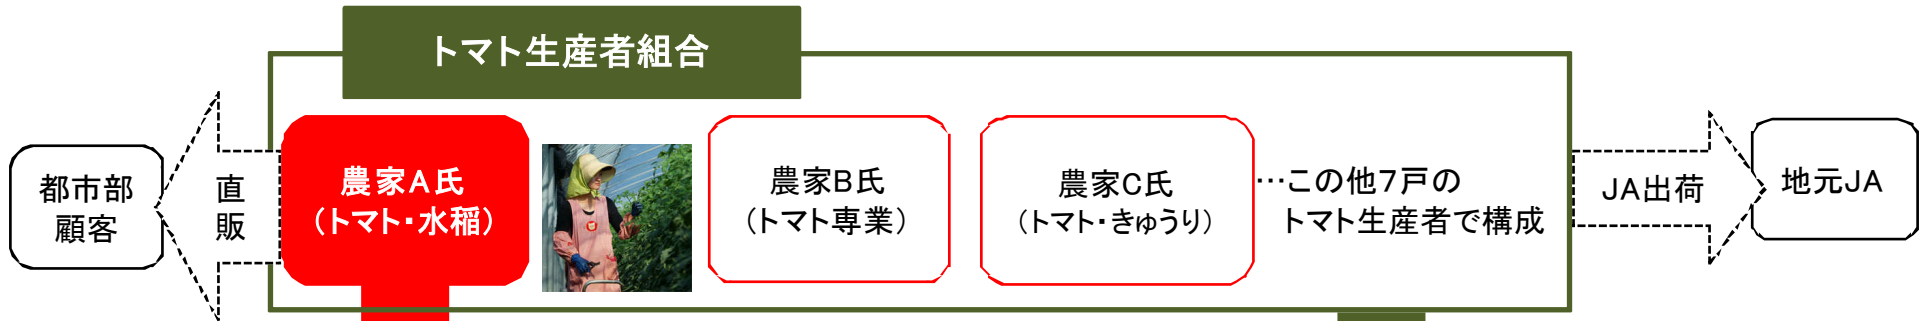 トマト生産者組合
都市部
顧客
直
販
農家A氏
(トマト・水稲)
農家B氏
(トマト専業)
農家C氏
(トマト・きゅうり)
…この他7戸の
トマト生産者で構成
JA出荷
地元JA